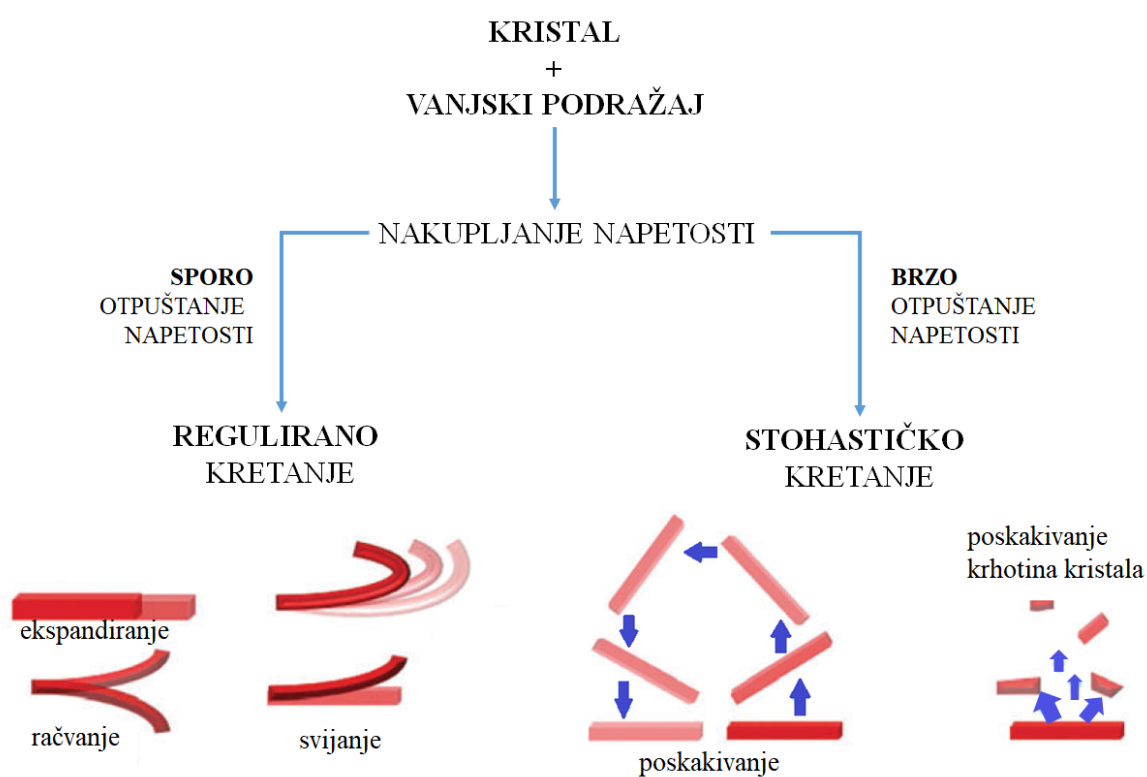 KRISTAL
+
VANJSKI PODRAŽAJ
NAKUPLJANJE NAPETOSTI
SPORO
OTPUŠTANJE
NAPETOSTI
BRZO
OTPUŠTANJE
NAPETOSTI
REGULIRANO
KRETANJE
STOHASTIČKO
KRETANJE
ekspandiranje
račvanje
svijanje
poskakivanje
poskakivanje
krhotina kristala